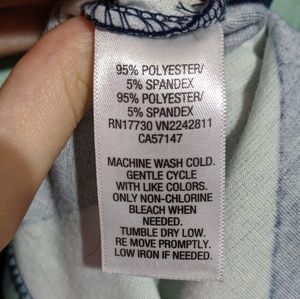 95% POLYESTER/
5% SPANDEX
95% POLYESTER/
5% SPANDEX
RN17730 VN2242811
CA57147
MACHINE WASH COLD.
GENTLE CYCLE
WITH LIKE COLORS.
ONLY NON-CHLORINE
BLEACH WHEN
NEEDED.
TUMBLE DRY LOW.
RE MOVE PROMPTLY.
LOW IRON IF NEEDED.